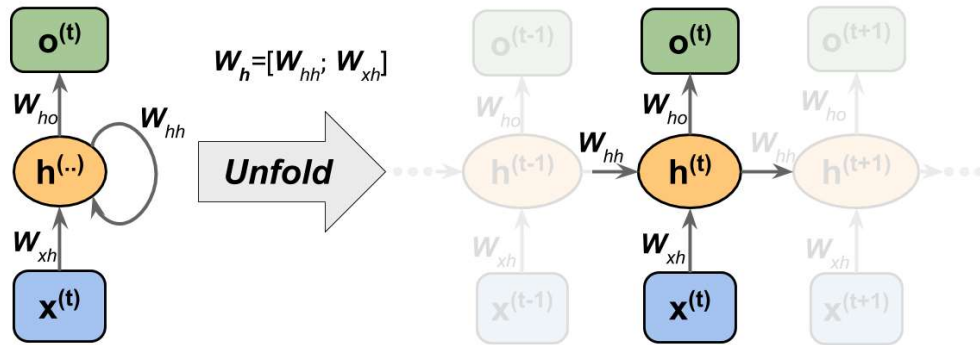 o(t)
W_ho
W_hh
h(..)
W_xh
x(t)
W_h=[W_hh; W_xh]
Unfold
o(t-1)
W_ho
h(t-1)
W_xh
x(t-1)
W_hh
o(t)
W_ho
h(t)
W_xh
x(t)
W_hh
o(t+1)
W_ho
h(t+1)
W_xh
x(t+1)